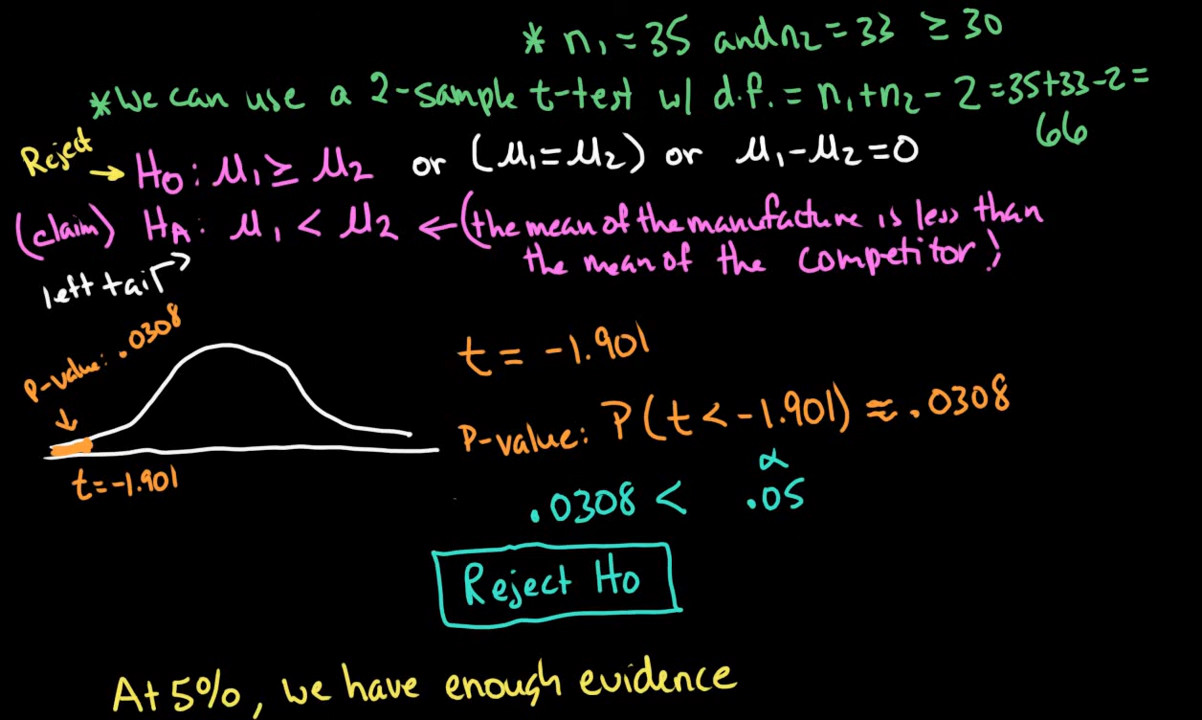 * n₁ = 35 and n₂ = 33 ≥ 30
*We can use a 2-sample t-test w/ d.f. = n₁+n₂ - 2 = 35+33-2 =
66
Reject → H₀: μ₁ ≥ μ₂ or (μ₁ = μ₂) or μ₁ - μ₂ = 0
(claim) Hₐ: μ₁ < μ₂ ← (the mean of the manufacture is less than
the mean of the competitor)
left tail
P-value: .0308
t = -1.901
P-value: P(t < -1.901) ≈ .0308
t = -1.901
α
.0308 < .05
Reject H₀
At 5%, we have enough evidence